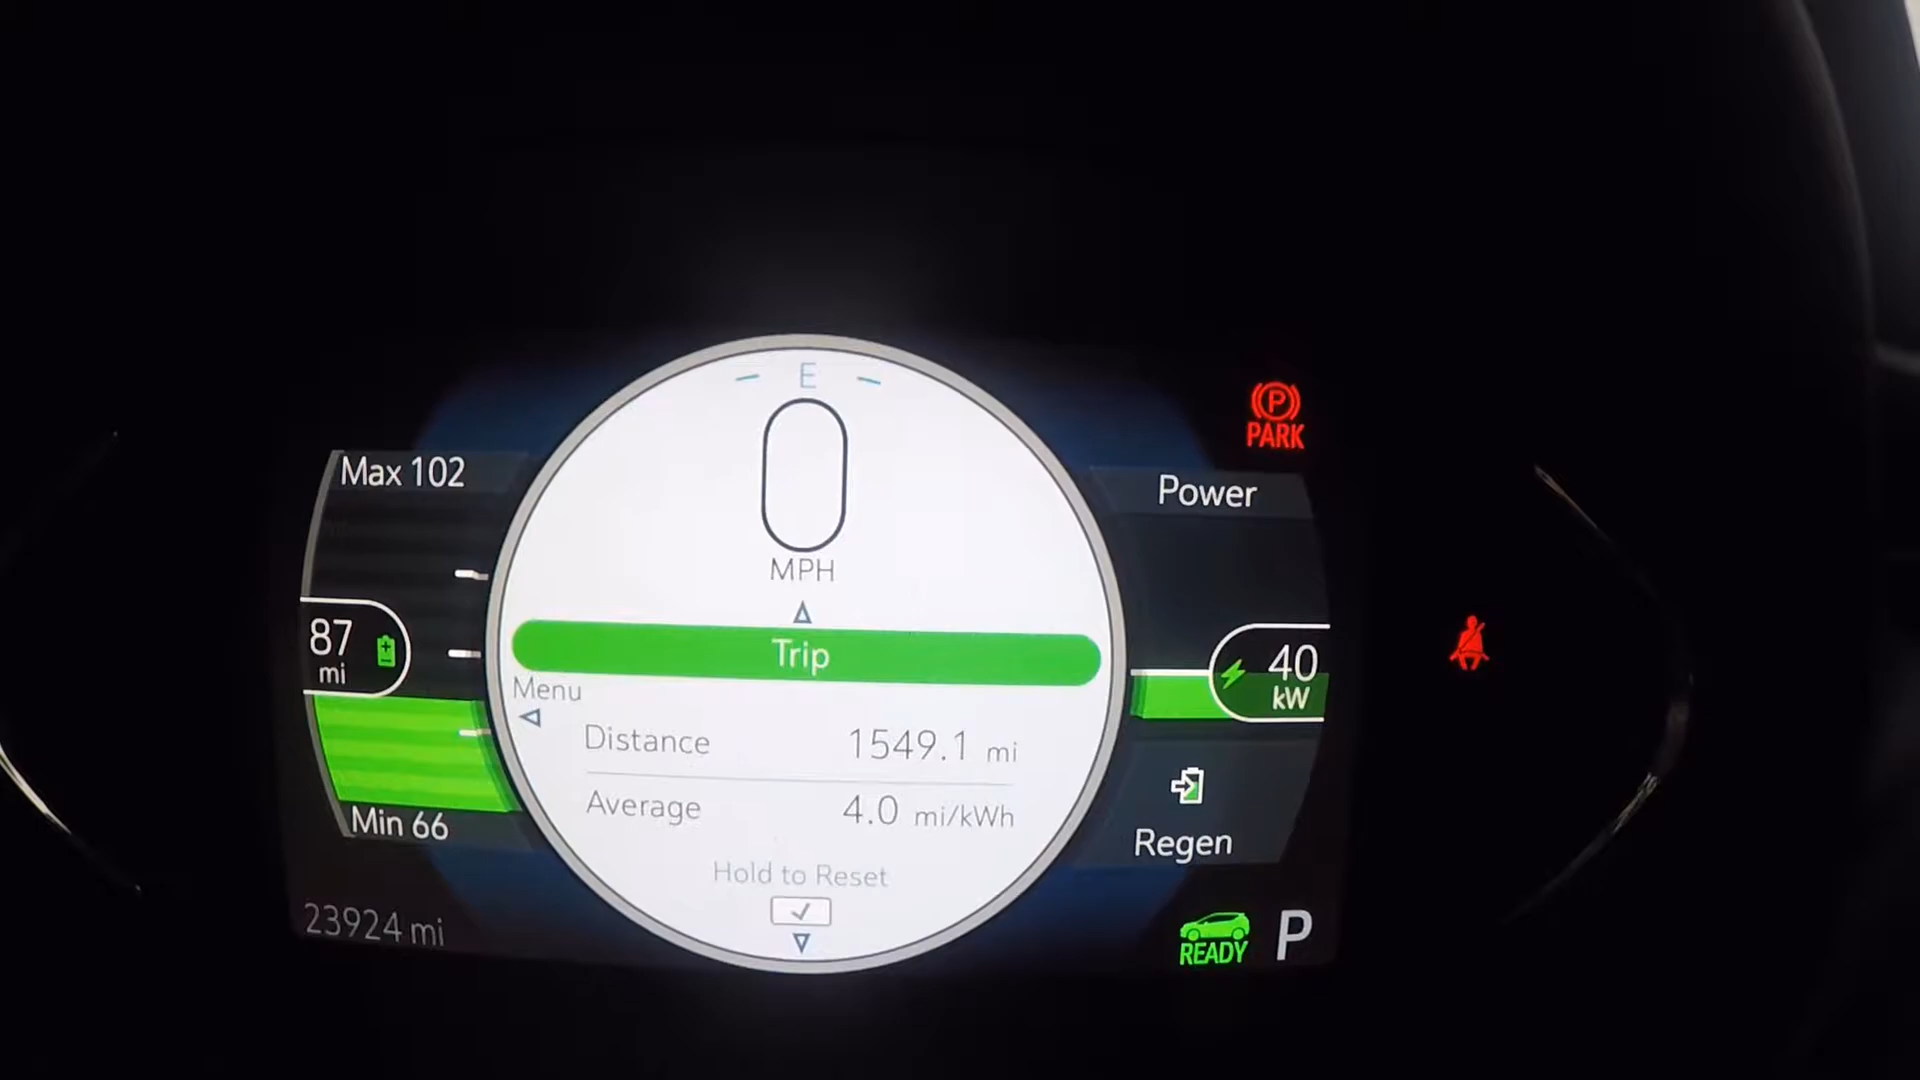 E
P
PARK
Max 102
Power
0
MPH
87
mi
Trip
40
kW
Menu
Distance 1549.1 mi
Average 4.0 mi/kWh
Min 66
Regen
Hold to Reset
23924 mi
READY
P